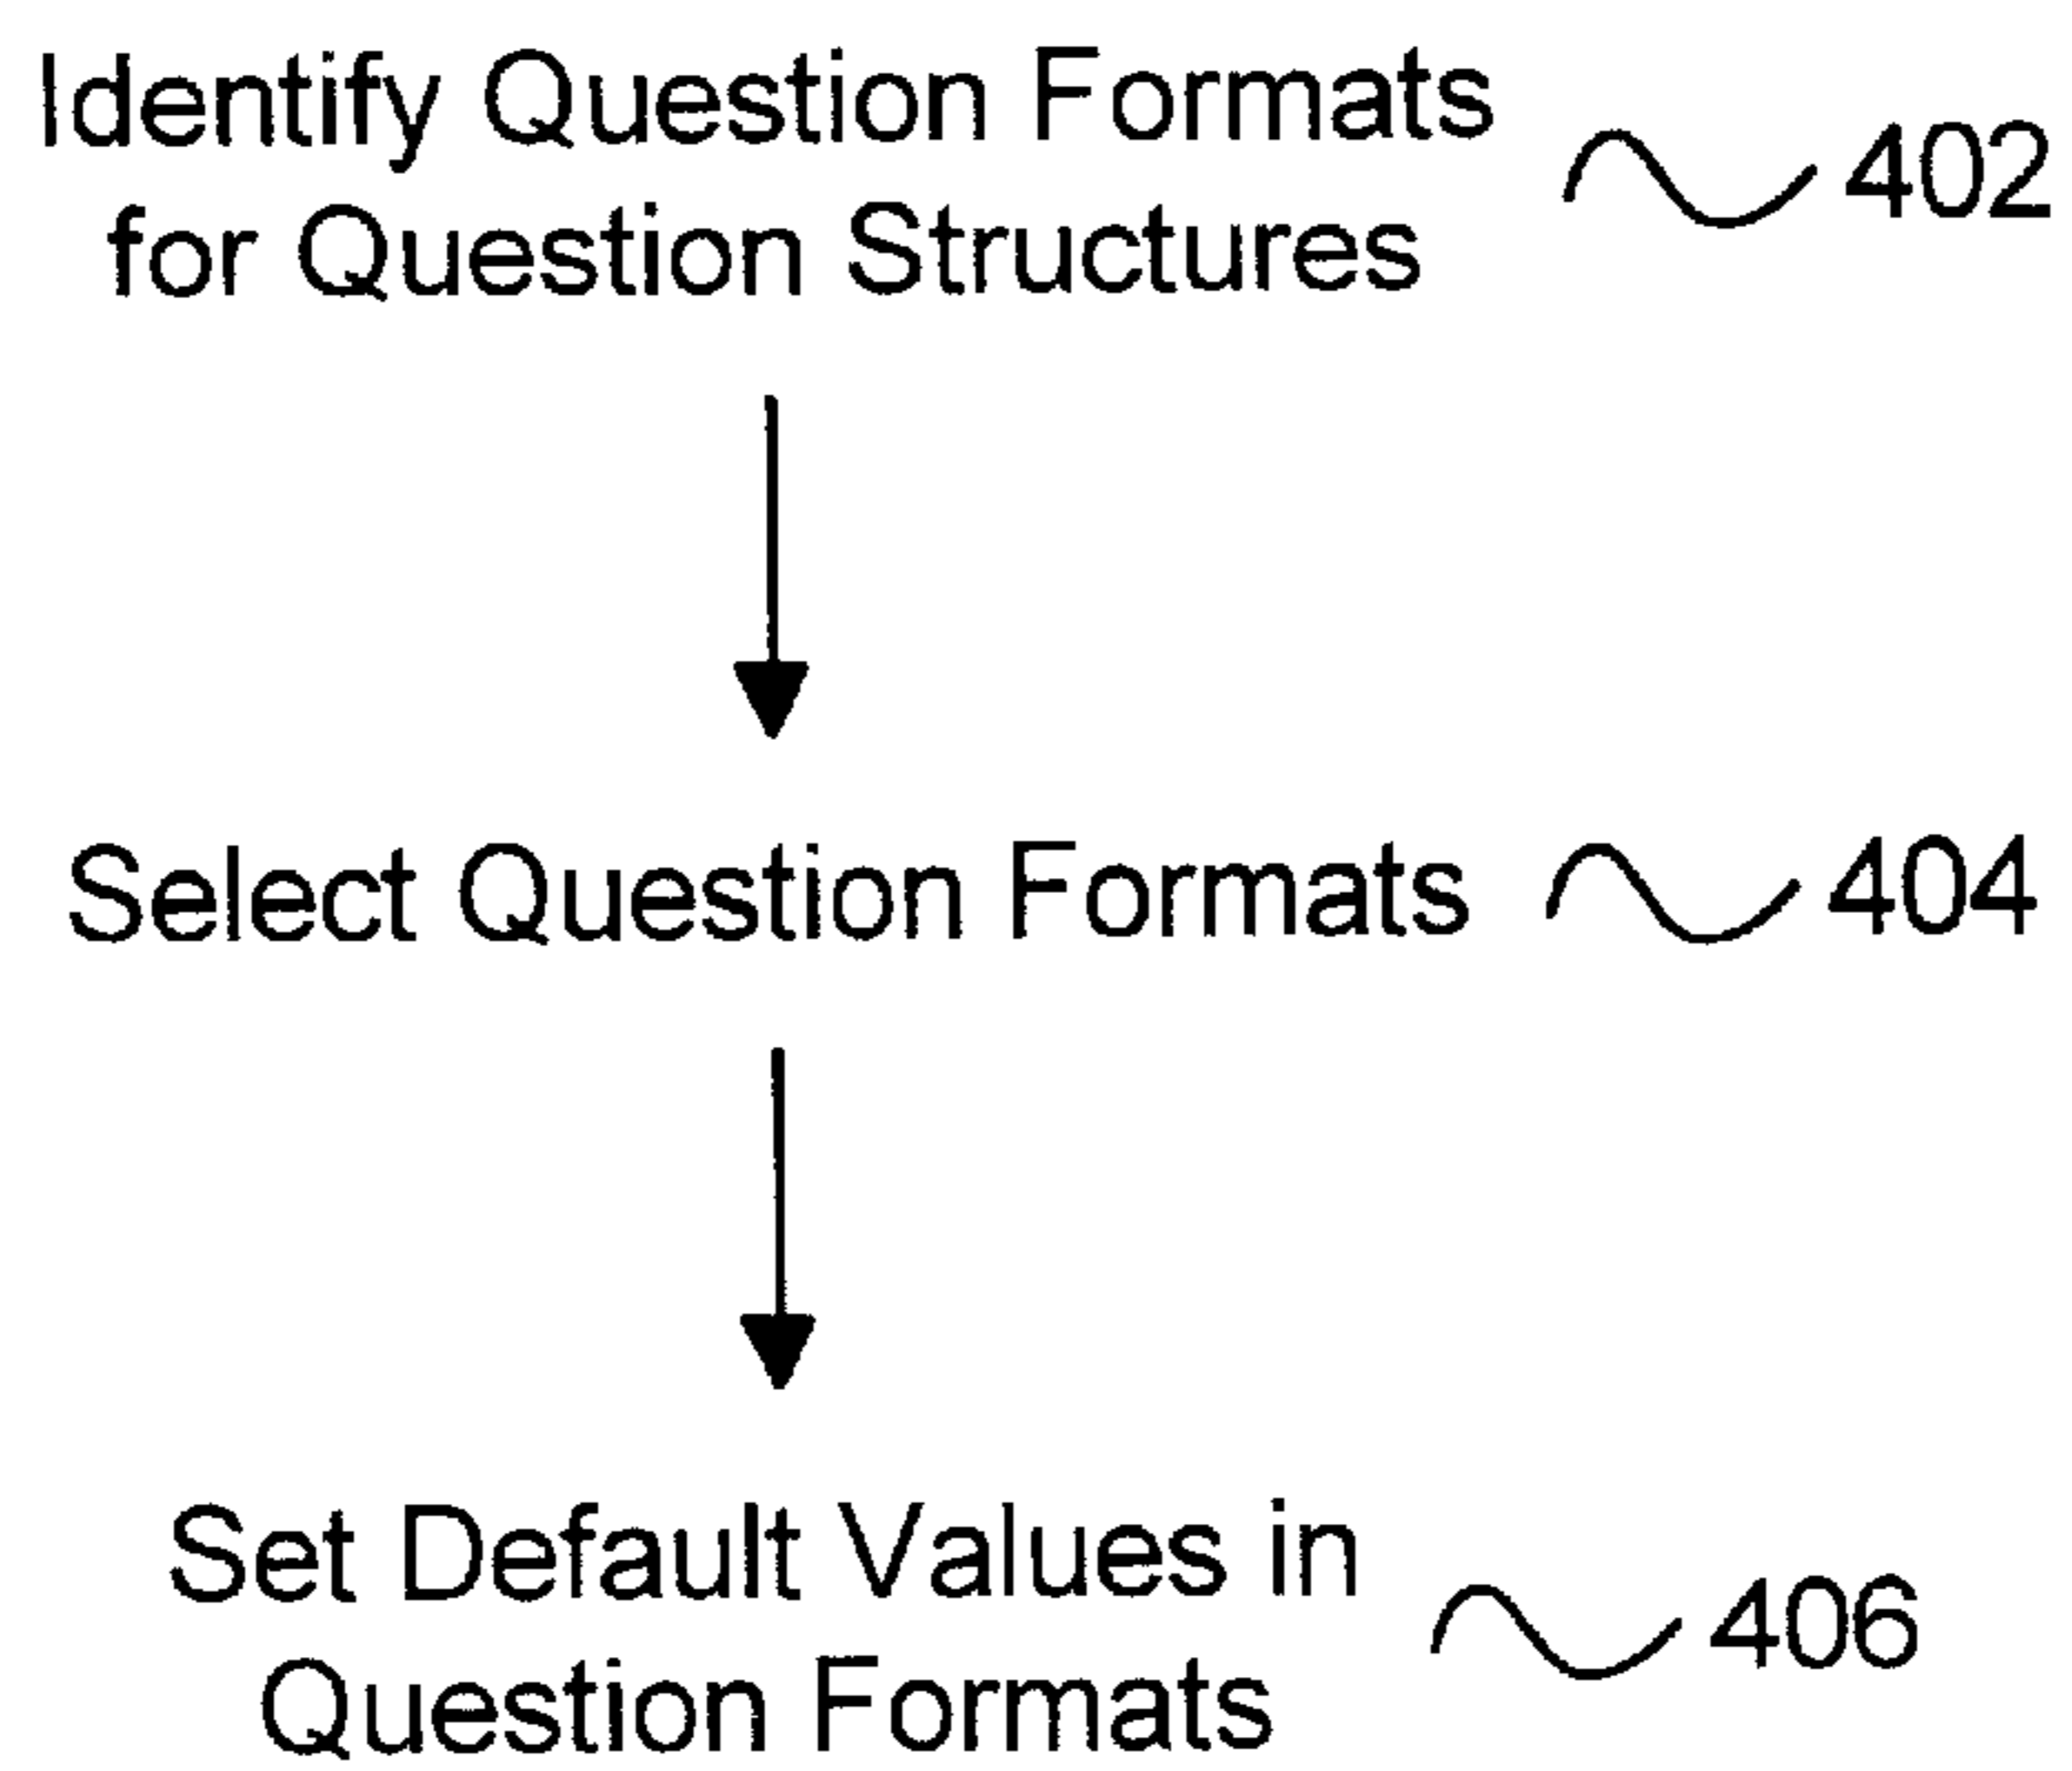 Identify Question Formats
for Question Structures
402
Select Question Formats
404
Set Default Values in
Question Formats
406